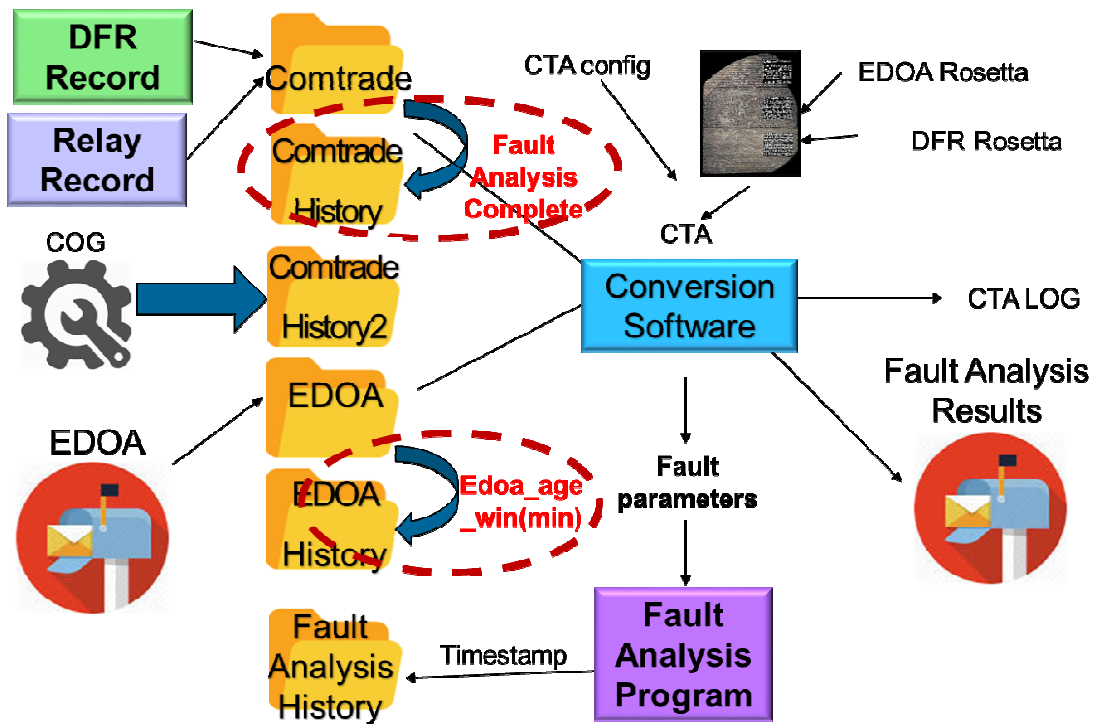 DFR
Record
Relay
Record
COG
EDOA
Comtrade
Comtrade
History
Fault
Analysis
Complete
Comtrade
History2
EDOA
EDOA
History
Edoa_age
_win(min)
Fault
Analysis
History
Timestamp
CTA config
EDOA Rosetta
DFR Rosetta
CTA
Conversion
Software
CTA LOG
Fault Analysis
Results
Fault
parameters
Fault
Analysis
Program